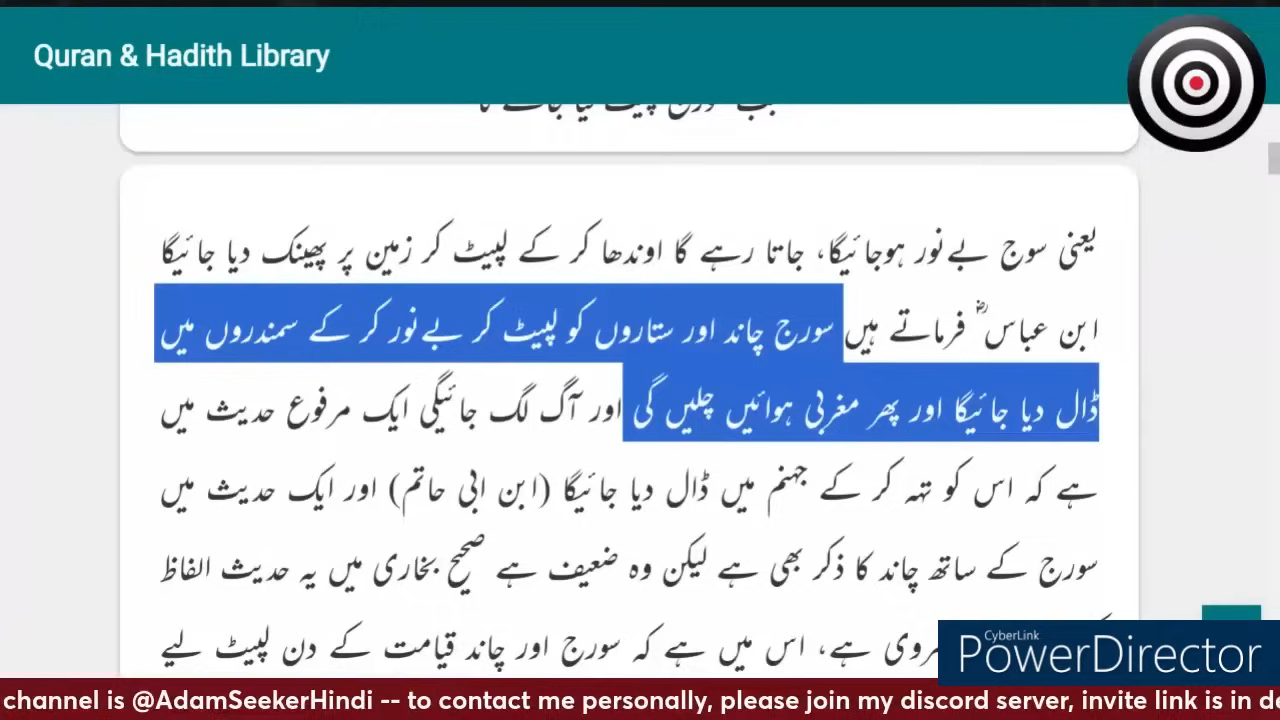 Quran & Hadith Library
یعنی سوج بےنور ہوجائیگا، جاتا رہے گا اوندھا کر کے لپیٹ کر زمین پر پھینک دیا جائیگا
ابن عباسؓ فرماتے ہیں سورج چاند اور ستاروں کو لپیٹ کر بےنور کر کے سمندروں میں
ڈال دیا جائیگا اور پھر مغربی ہوائیں چلیں گی اور آگ لگ جائیگی ایک مرفوع حدیث میں
ہے کہ اس کو تہہ کر کے جہنم میں ڈال دیا جائیگا (ابن ابی حاتم) اور ایک حدیث میں
سورج کے ساتھ چاند کا ذکر بھی ہے لیکن وہ ضعیف ہے صحیح بخاری میں یہ حدیث الفاظ
ہے، اس میں ہے کہ سورج اور چاند قیامت کے دن لپیٹ لیے
CyberLink
PowerDirector
channel is @AdamSeekerHindi -- to contact me personally, please join my discord server, invite link is in